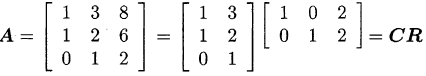 A = [ 1 3 8 ; 1 2 6 ; 0 1 2 ] = [ 1 3 ; 1 2 ; 0 1 ] [ 1 0 2 ; 0 1 2 ] = CR